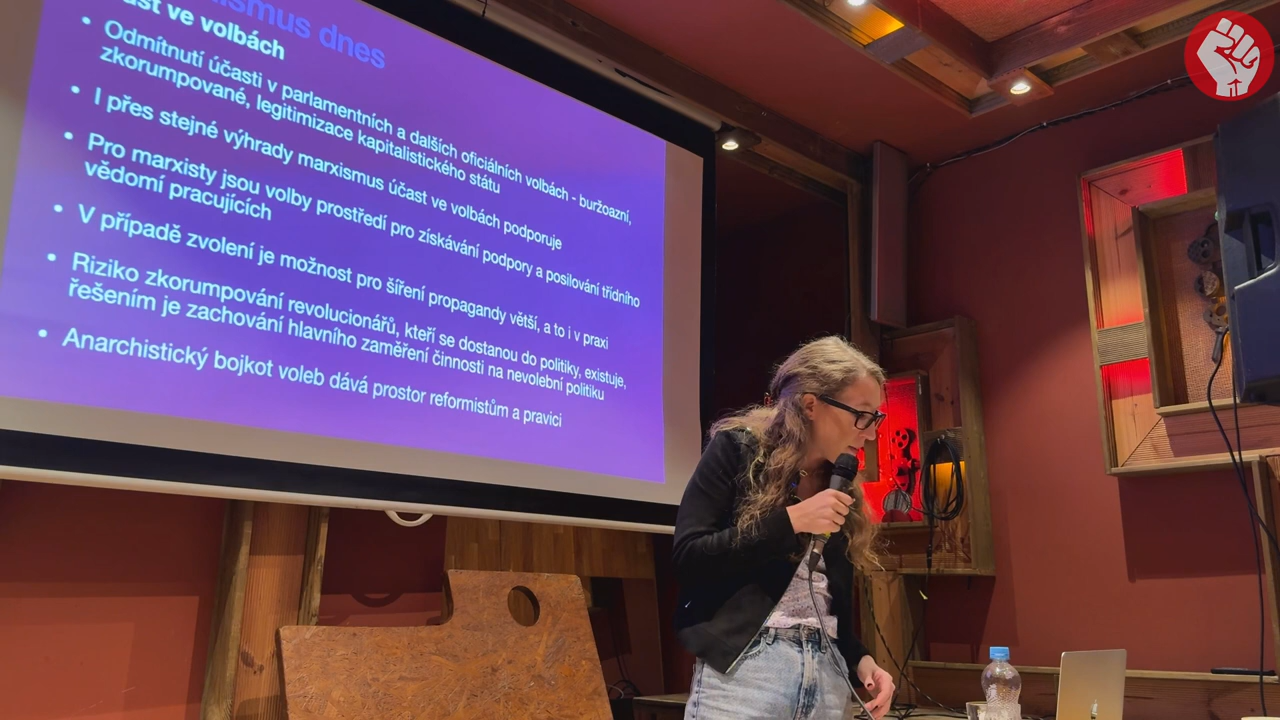 ismus dnes
ast ve volbách
• Odmítnutí účasti v parlamentních a dalších oficiálních volbách - buržoazní,
zkorumpované, legitimizace kapitalistického státu
• I přes stejné výhrady marxismus účast ve volbách podporuje
• Pro marxisty jsou volby prostředí pro získávání podpory a posilování třídního
vědomí pracujících
• V případě zvolení je možnost pro šíření propagandy větší, a to i v praxi
• Riziko zkorumpování revolucionářů, kteří se dostanou do politiky, existuje,
řešením je zachování hlavního zaměření činnosti na nevolební politiku
• Anarchistický bojkot voleb dává prostor reformistům a pravici